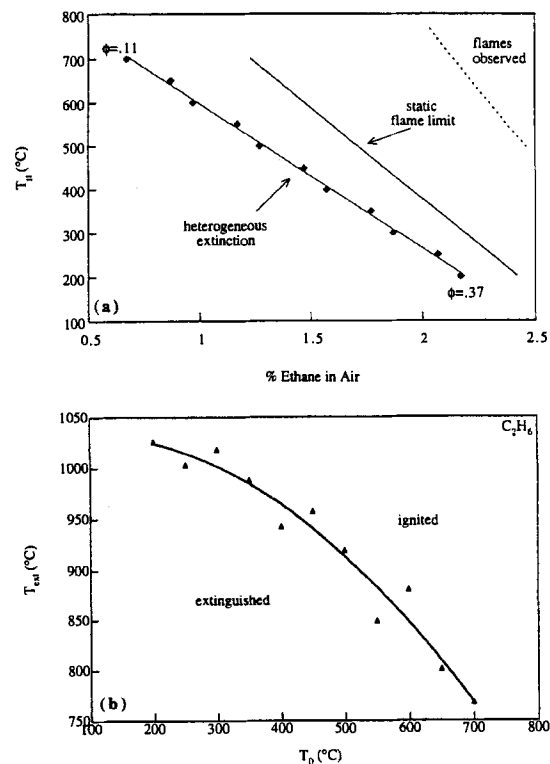 800
700
600
500
400
300
200
100
ϕ=.11
flames
observed
static
flame limit
heterogeneous
extinction
ϕ=.37
(a)
0.5 1 1.5 2 2.5
% Ethane in Air
1050
1000
950
900
850
800
750
T_ext (°C)
C₂H₆
ignited
extinguished
(b)
100 200 300 400 500 600 700 800
T₀ (°C)